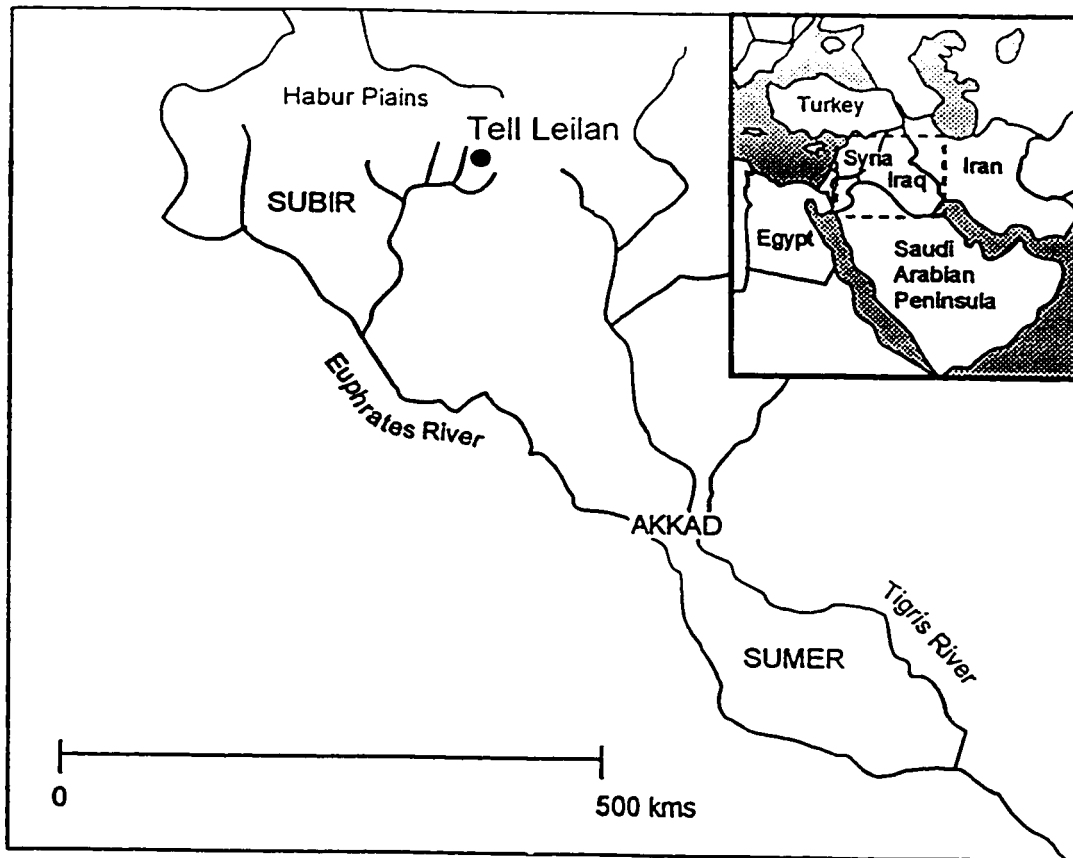 Habur Plains
Tell Leilan
SUBIR
Euphrates River
AKKAD
Tigris River
SUMER
0
500 kms
Turkey
Syria
Iraq
Iran
Egypt
Saudi
Arabian
Peninsula